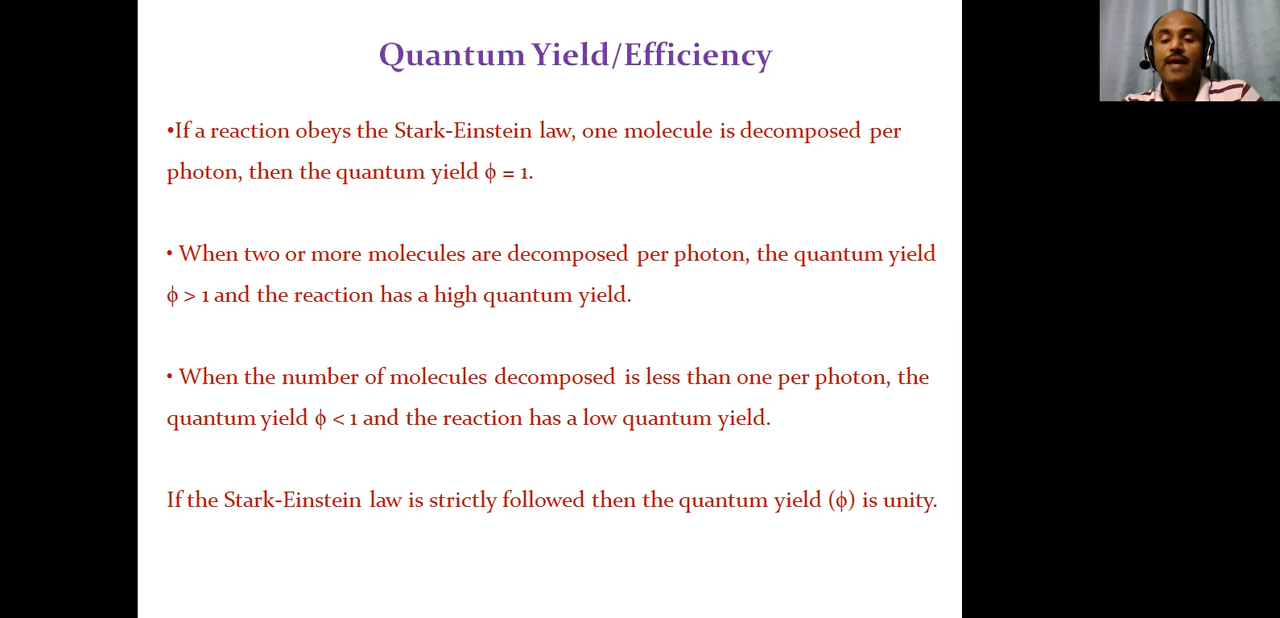 Quantum Yield/Efficiency
•If a reaction obeys the Stark-Einstein law, one molecule is decomposed per
photon, then the quantum yield ϕ = 1.
• When two or more molecules are decomposed per photon, the quantum yield
ϕ > 1 and the reaction has a high quantum yield.
• When the number of molecules decomposed is less than one per photon, the
quantum yield ϕ < 1 and the reaction has a low quantum yield.
If the Stark-Einstein law is strictly followed then the quantum yield (ϕ) is unity.